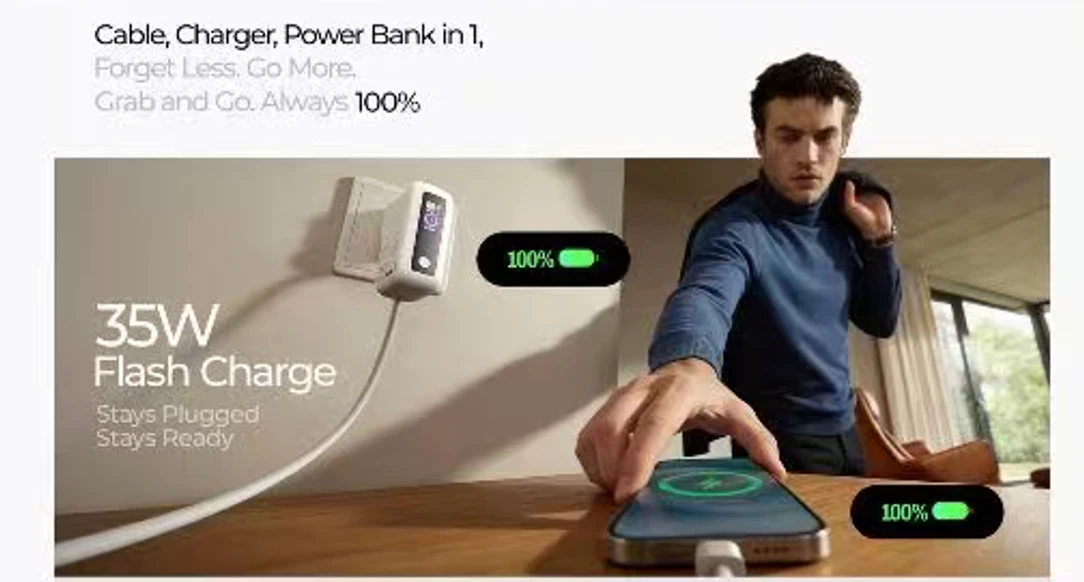 Cable, Charger, Power Bank in 1,
Forget Less. Go More.
Grab and Go. Always 100%
100%
35W
Flash Charge
Stays Plugged
Stays Ready
100%